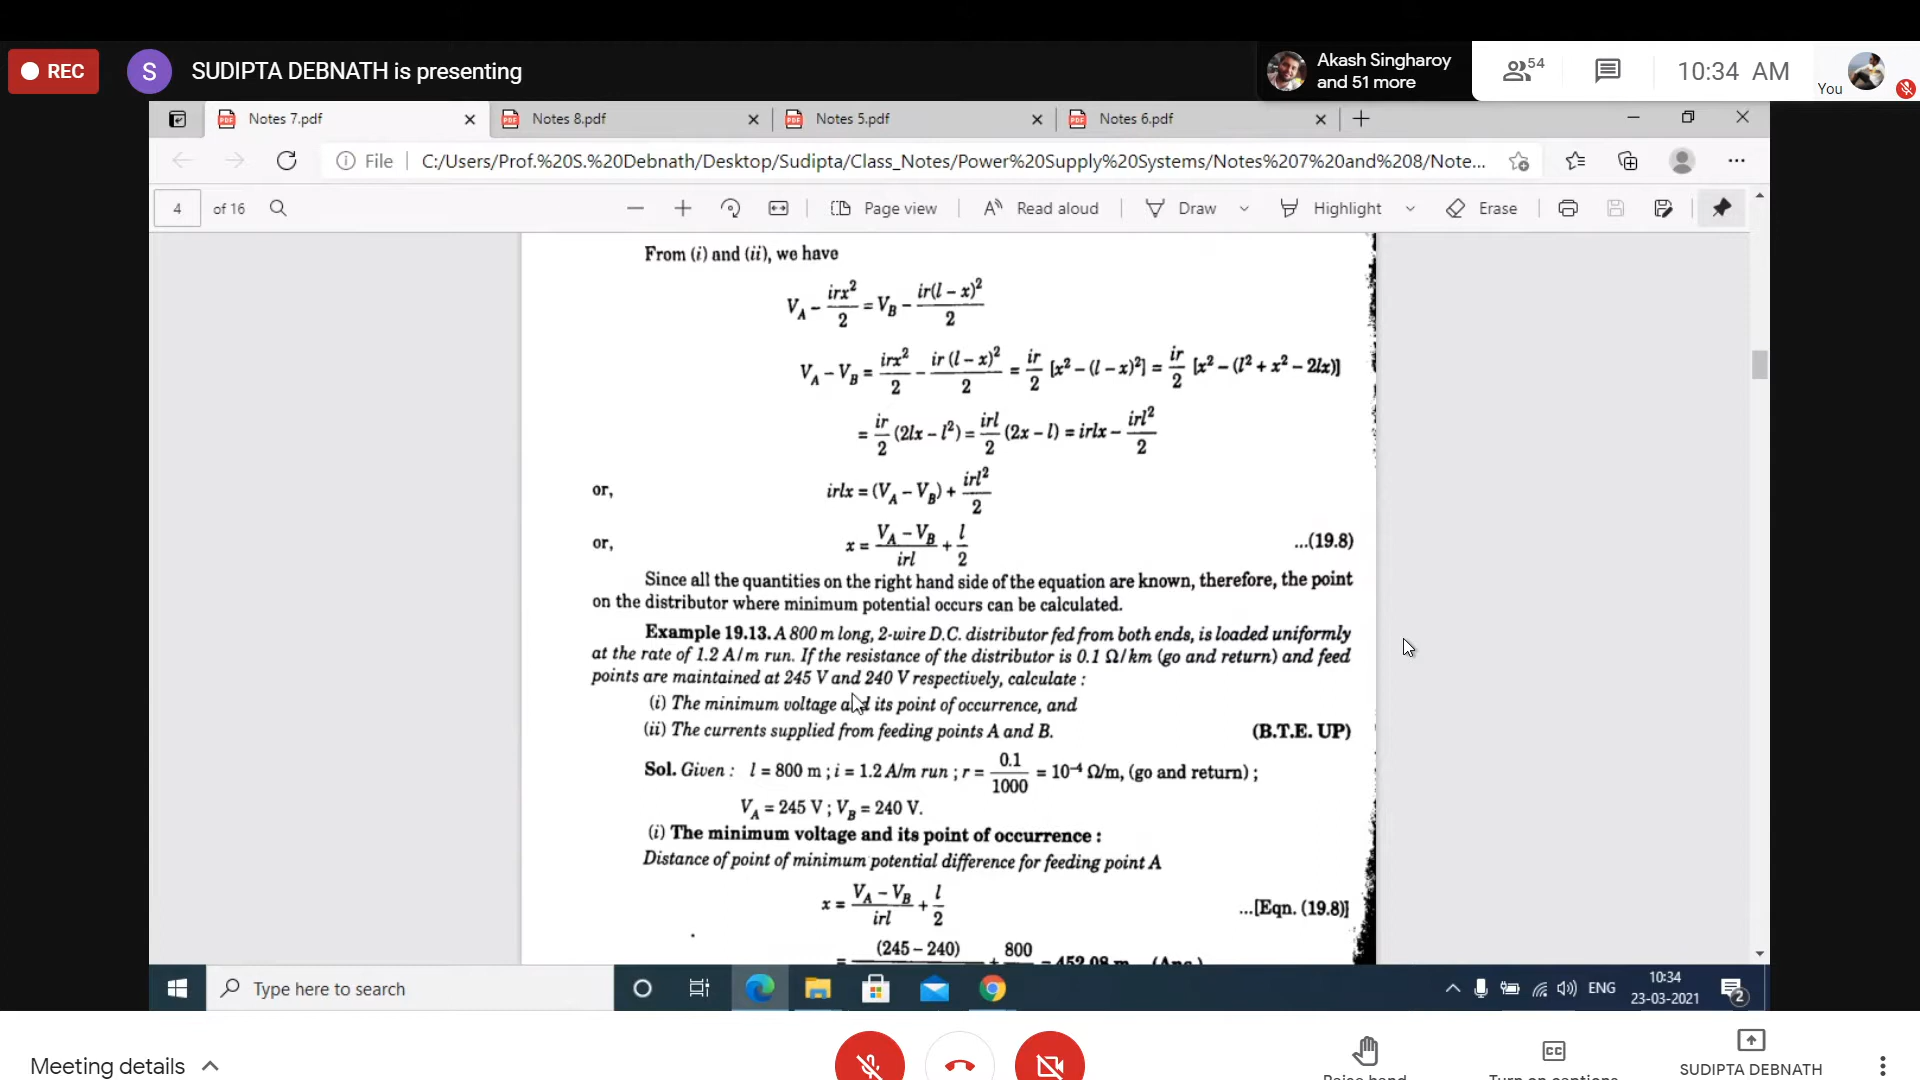 REC
S
SUDIPTA DEBNATH is presenting
Akash Singharoy
and 51 more
54
10:34 AM
You
Notes 7.pdf
Notes 8.pdf
Notes 5.pdf
Notes 6.pdf
File
C:/Users/Prof.%20S.%20Debnath/Desktop/Sudipta/Class_Notes/Power%20Supply%20Systems/Notes%207%20and%208/Note...
4 of 16
Page view
Read aloud
Draw
Highlight
Erase
From (i) and (ii), we have
V_A − irx²/2 = V_B − ir(l − x)²/2
V_A − V_B = irx²/2 − ir (l − x)²/2 = ir/2 [x² − (l − x)²] = ir/2 [x² − (l² + x² − 2lx)]
= ir/2 (2lx − l²) = irl/2 (2x − l) = irlx − irl²/2
or, irlx = (V_A − V_B) + irl²/2
or, x = V_A − V_B/irl + l/2 ...(19.8)
Since all the quantities on the right hand side of the equation are known, therefore, the point
on the distributor where minimum potential occurs can be calculated.
Example 19.13. A 800 m long, 2-wire D.C. distributor fed from both ends, is loaded uniformly
at the rate of 1.2 A/m run. If the resistance of the distributor is 0.1 Ω/km (go and return) and feed
points are maintained at 245 V and 240 V respectively, calculate :
(i) The minimum voltage and its point of occurrence, and
(ii) The currents supplied from feeding points A and B. (B.T.E. UP)
Sol. Given : l = 800 m ; i = 1.2 A/m run ; r = 0.1/1000 = 10⁻⁴ Ω/m, (go and return) ;
V_A = 245 V ; V_B = 240 V.
(i) The minimum voltage and its point of occurrence :
Distance of point of minimum potential difference for feeding point A
x = V_A − V_B/irl + l/2 ...[Eqn. (19.8)]
= (245 − 240) + 800 = 452.08 m (Ans.)
Type here to search
ENG
10:34
23-03-2021
2
Meeting details
Raise hand
Turn on captions
SUDIPTA DEBNATH